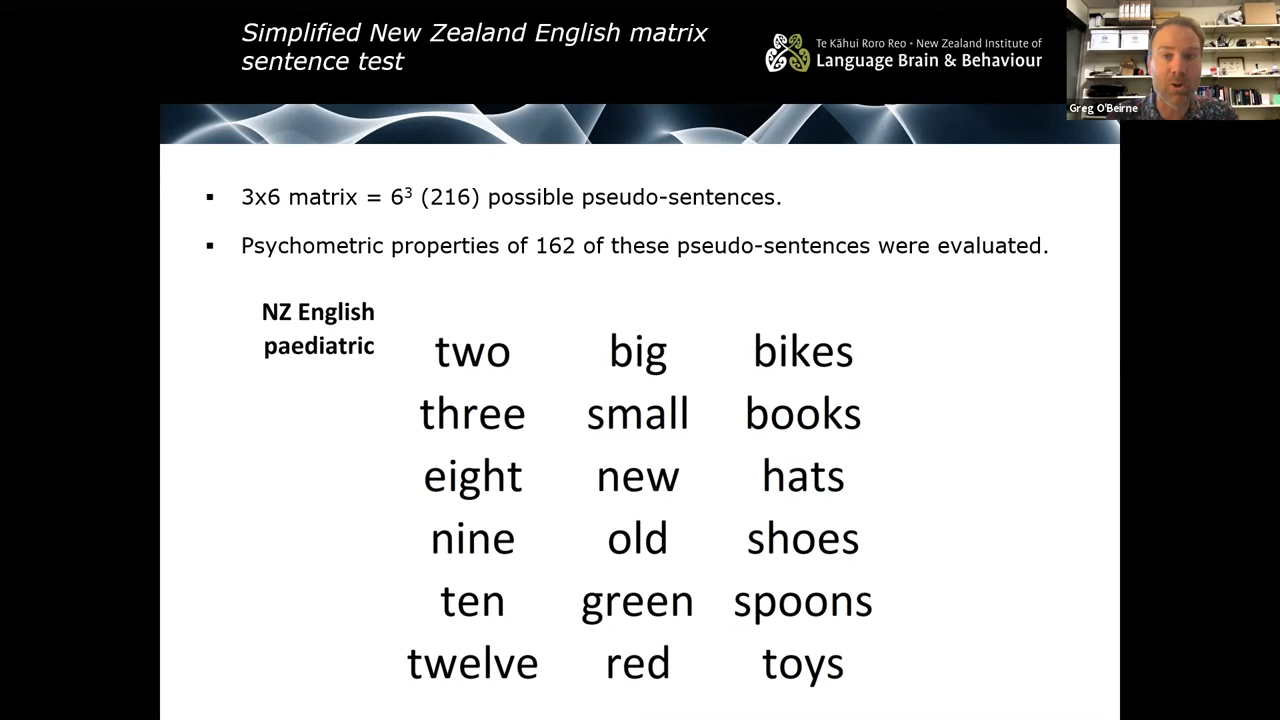 Simplified New Zealand English matrix
sentence test
Te Kāhui Roro Reo • New Zealand Institute of
Language Brain & Behaviour
Greg O'Beirne
▪ 3x6 matrix = 6³ (216) possible pseudo-sentences.
▪ Psychometric properties of 162 of these pseudo-sentences were evaluated.
NZ English
paediatric
two big bikes
three small books
eight new hats
nine old shoes
ten green spoons
twelve red toys